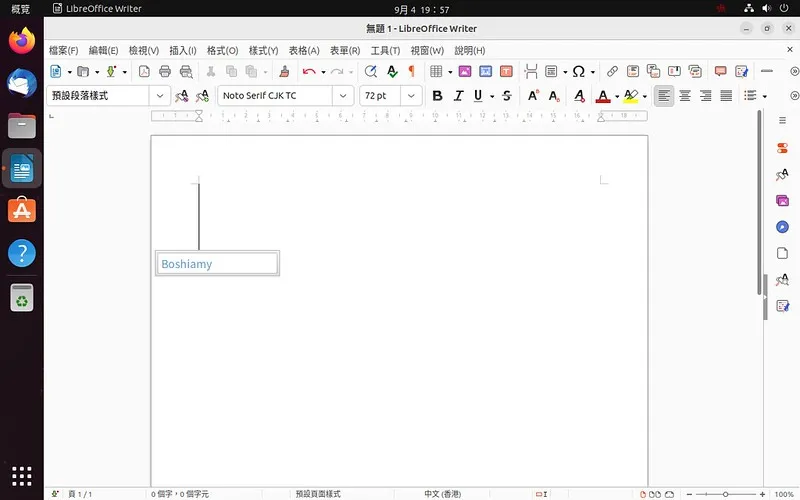 概覽 LibreOffice Writer 9月 4 19：57
無題 1 - LibreOffice Writer
檔案(F) 編輯(E) 檢視(V) 插入(I) 格式(O) 樣式(Y) 表格(A) 表單(R) 工具(T) 視窗(W) 說明(H)
預設段落樣式 Noto Serif CJK TC 72 pt
Boshiamy
頁 1 / 1 0 個字，0 個字元 預設頁面樣式 中文 (香港) 100%